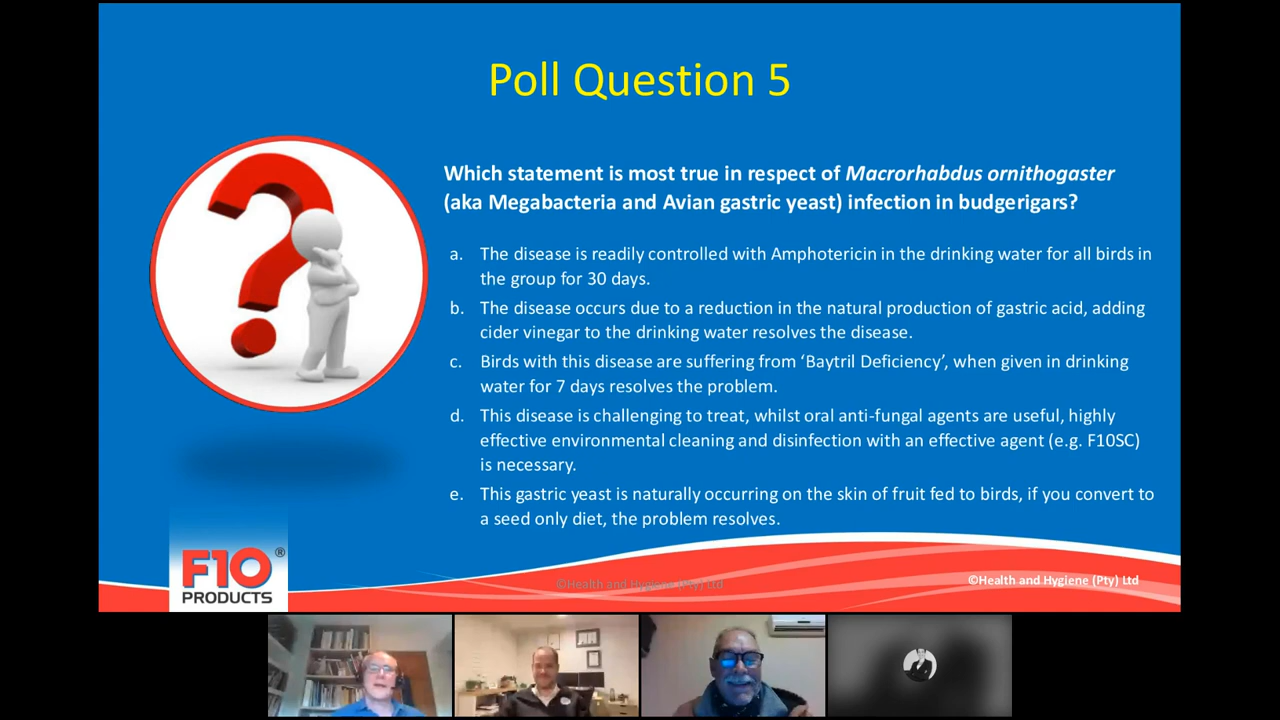 Poll Question 5
Which statement is most true in respect of Macrorhabdus ornithogaster
(aka Megabacteria and Avian gastric yeast) infection in budgerigars?
a. The disease is readily controlled with Amphotericin in the drinking water for all birds in
the group for 30 days.
b. The disease occurs due to a reduction in the natural production of gastric acid, adding
cider vinegar to the drinking water resolves the disease.
c. Birds with this disease are suffering from ‘Baytril Deficiency’, when given in drinking
water for 7 days resolves the problem.
d. This disease is challenging to treat, whilst oral anti-fungal agents are useful, highly
effective environmental cleaning and disinfection with an effective agent (e.g. F10SC)
is necessary.
e. This gastric yeast is naturally occurring on the skin of fruit fed to birds, if you convert to
a seed only diet, the problem resolves.
F10®
PRODUCTS
©Health and Hygiene (Pty) Ltd
©Health and Hygiene (Pty) Ltd